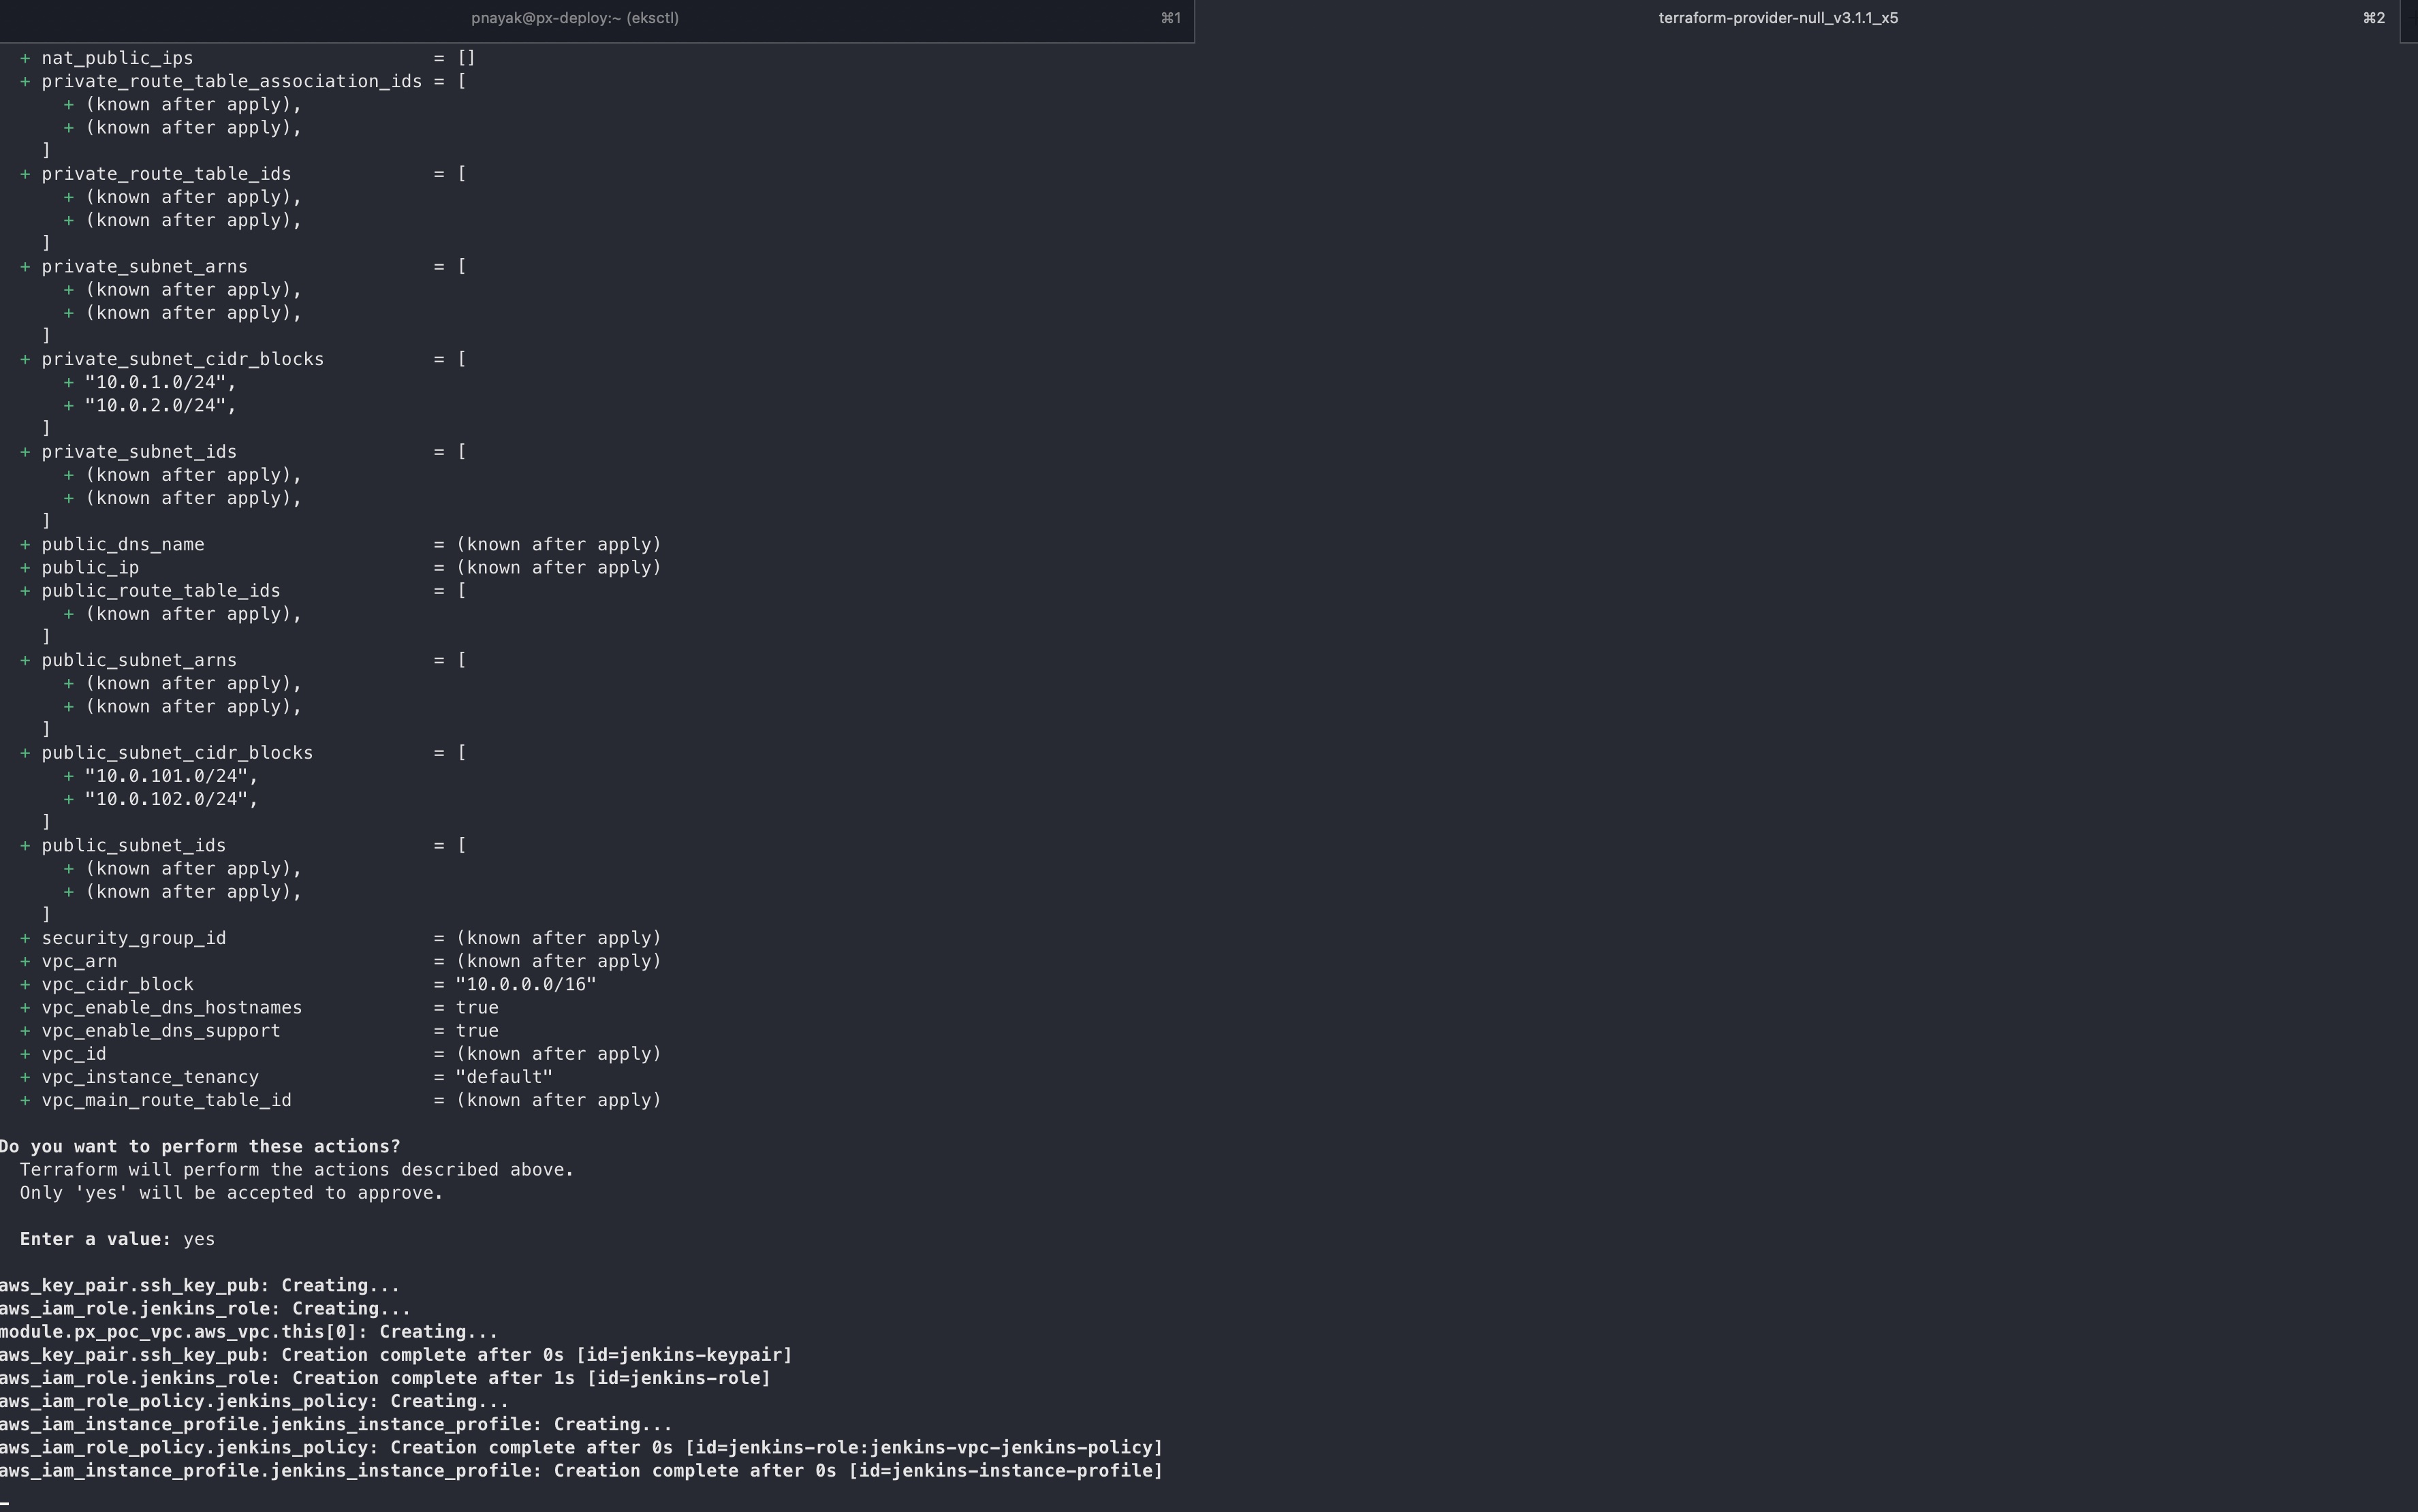 pnayak@px-deploy:~ (eksctl) ⌘1 terraform-provider-null_v3.1.1_x5 ⌘2
+ nat_public_ips = []
+ private_route_table_association_ids = [
+ (known after apply),
+ (known after apply),
]
+ private_route_table_ids = [
+ (known after apply),
+ (known after apply),
]
+ private_subnet_arns = [
+ (known after apply),
+ (known after apply),
]
+ private_subnet_cidr_blocks = [
+ "10.0.1.0/24",
+ "10.0.2.0/24",
]
+ private_subnet_ids = [
+ (known after apply),
+ (known after apply),
]
+ public_dns_name = (known after apply)
+ public_ip = (known after apply)
+ public_route_table_ids = [
+ (known after apply),
]
+ public_subnet_arns = [
+ (known after apply),
+ (known after apply),
]
+ public_subnet_cidr_blocks = [
+ "10.0.101.0/24",
+ "10.0.102.0/24",
]
+ public_subnet_ids = [
+ (known after apply),
+ (known after apply),
]
+ security_group_id = (known after apply)
+ vpc_arn = (known after apply)
+ vpc_cidr_block = "10.0.0.0/16"
+ vpc_enable_dns_hostnames = true
+ vpc_enable_dns_support = true
+ vpc_id = (known after apply)
+ vpc_instance_tenancy = "default"
+ vpc_main_route_table_id = (known after apply)
Do you want to perform these actions?
Terraform will perform the actions described above.
Only 'yes' will be accepted to approve.
Enter a value: yes
aws_key_pair.ssh_key_pub: Creating...
aws_iam_role.jenkins_role: Creating...
module.px_poc_vpc.aws_vpc.this[0]: Creating...
aws_key_pair.ssh_key_pub: Creation complete after 0s [id=jenkins-keypair]
aws_iam_role.jenkins_role: Creation complete after 1s [id=jenkins-role]
aws_iam_role_policy.jenkins_policy: Creating...
aws_iam_instance_profile.jenkins_instance_profile: Creating...
aws_iam_role_policy.jenkins_policy: Creation complete after 0s [id=jenkins-role:jenkins-vpc-jenkins-policy]
aws_iam_instance_profile.jenkins_instance_profile: Creation complete after 0s [id=jenkins-instance-profile]